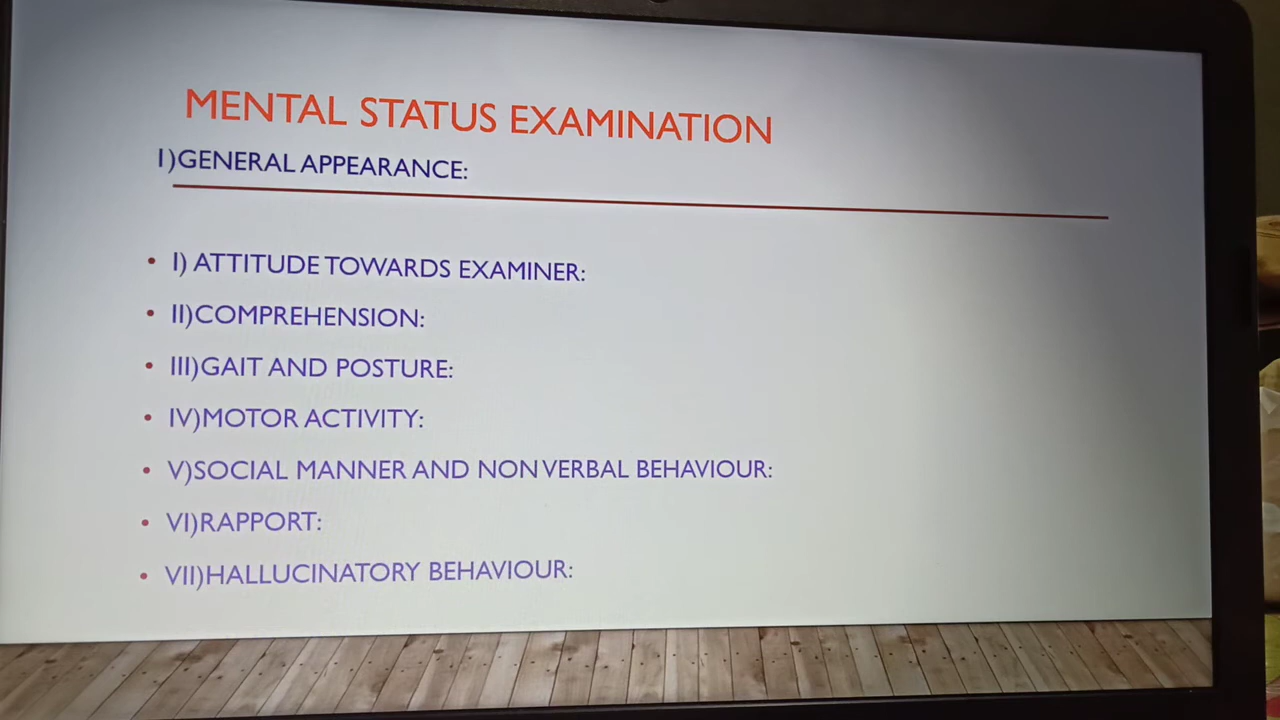 MENTAL STATUS EXAMINATION
1)GENERAL APPEARANCE:
• I) ATTITUDE TOWARDS EXAMINER:
• II)COMPREHENSION:
• III)GAIT AND POSTURE:
• IV)MOTOR ACTIVITY:
• V)SOCIAL MANNER AND NON VERBAL BEHAVIOUR:
• VI)RAPPORT:
• VII)HALLUCINATORY BEHAVIOUR: